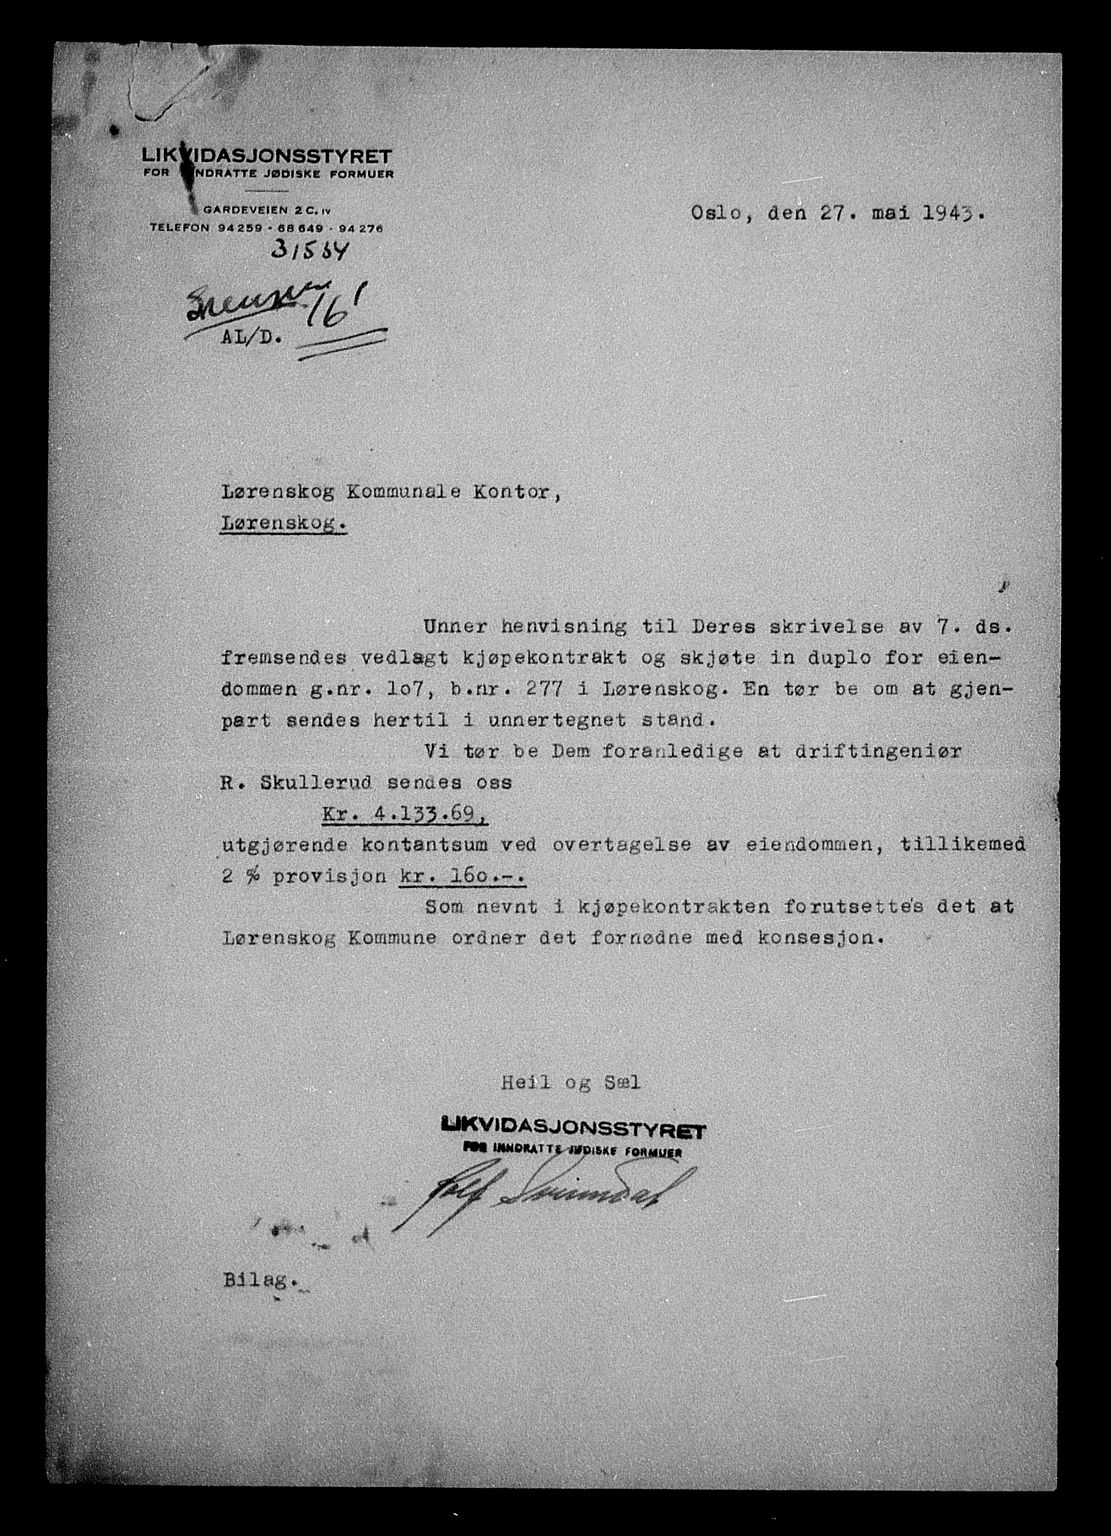 LIKVIDASJONSSTYRET
FOR INNDRATTE JØDISKE FORMUER
GARDEVEIEN 2 C. IV
TELEFON 94259 - 68649 - 94276
Oslo, den 27. mai 1943.
AL/D.
Lørenskog Kommunale Kontor,
Lørenskog.
Unner henvisning til Deres skrivelse av 7. ds.
fremsendes vedlagt kjøpekontrakt og skjøte in duplo for eien-
dommen g.nr. lo7, b.nr. 277 i Lørenskog. En tør be om at gjen-
part sendes hertil i unnertegnet stand.
Vi tør be Dem foranledige at driftingeniør
R. Skullerud sendes oss
Kr. 4.133.69,
utgjørende kontantsum ved overtagelse av eiendommen, tillikemed
2 % provisjon kr. 16o.-.
Som nevnt i kjøpekontrakten forutsettes det at
Lørenskog Kommune ordner det fornødne med konsesjon.
Heil og Sæl
LIKVIDASJONSSTYRET
FOR INNDRATTE JØDISKE FORMUER
Rolf Svinndal
Bilag.